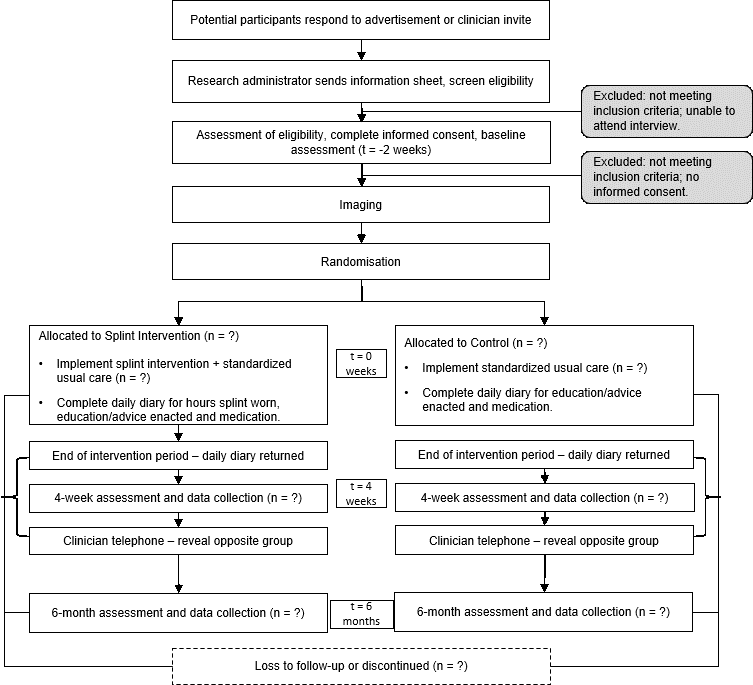 Potential participants respond to advertisement or clinician invite
Research administrator sends information sheet, screen eligibility
Excluded: not meeting
inclusion criteria; unable to
attend interview.
Assessment of eligibility, complete informed consent, baseline
assessment (t = -2 weeks)
Excluded: not meeting
inclusion criteria; no
informed consent.
Imaging
Randomisation
Allocated to Splint Intervention (n = ?)
• Implement splint intervention + standardized
usual care (n = ?)
• Complete daily diary for hours splint worn,
education/advice enacted and medication.
t = 0
weeks
Allocated to Control (n = ?)
• Implement standardized usual care (n = ?)
• Complete daily diary for education/advice
enacted and medication.
End of intervention period – daily diary returned
End of intervention period – daily diary returned
4-week assessment and data collection (n = ?)
t = 4
weeks
4-week assessment and data collection (n = ?)
Clinician telephone – reveal opposite group
Clinician telephone – reveal opposite group
6-month assessment and data collection (n = ?)
t = 6
months
6-month assessment and data collection (n = ?)
Loss to follow-up or discontinued (n = ?)